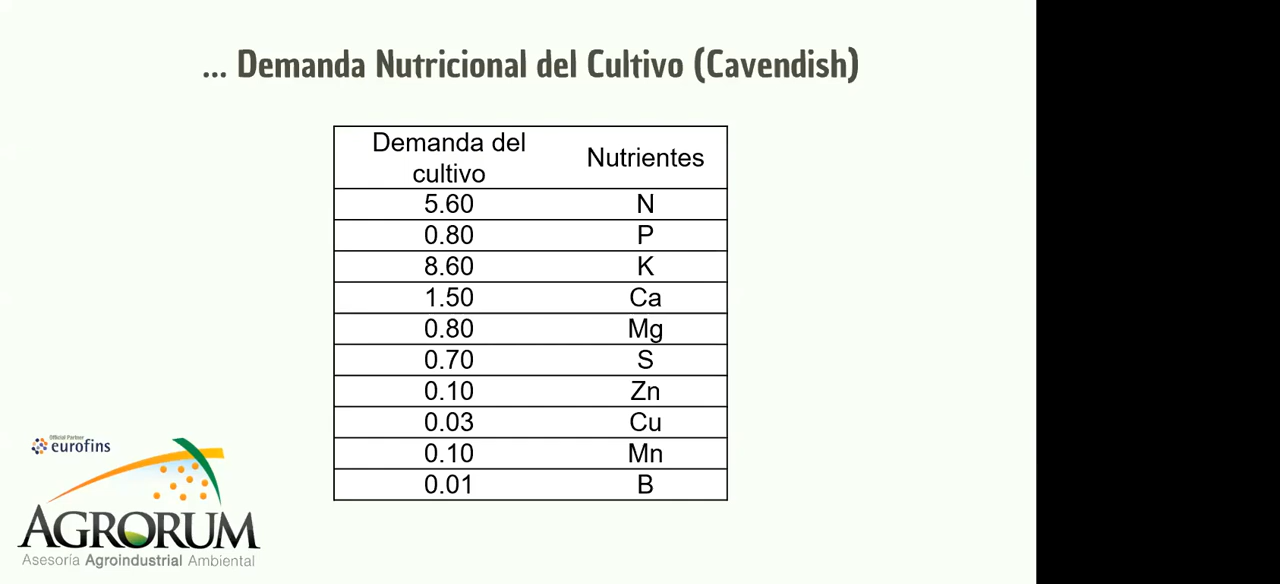 ... Demanda Nutricional del Cultivo (Cavendish)
Demanda del
cultivo
Nutrientes
5.60 N
0.80 P
8.60 K
1.50 Ca
0.80 Mg
0.70 S
0.10 Zn
0.03 Cu
0.10 Mn
0.01 B
Official Partner
eurofins
AGRORUM
Asesoría Agroindustrial Ambiental